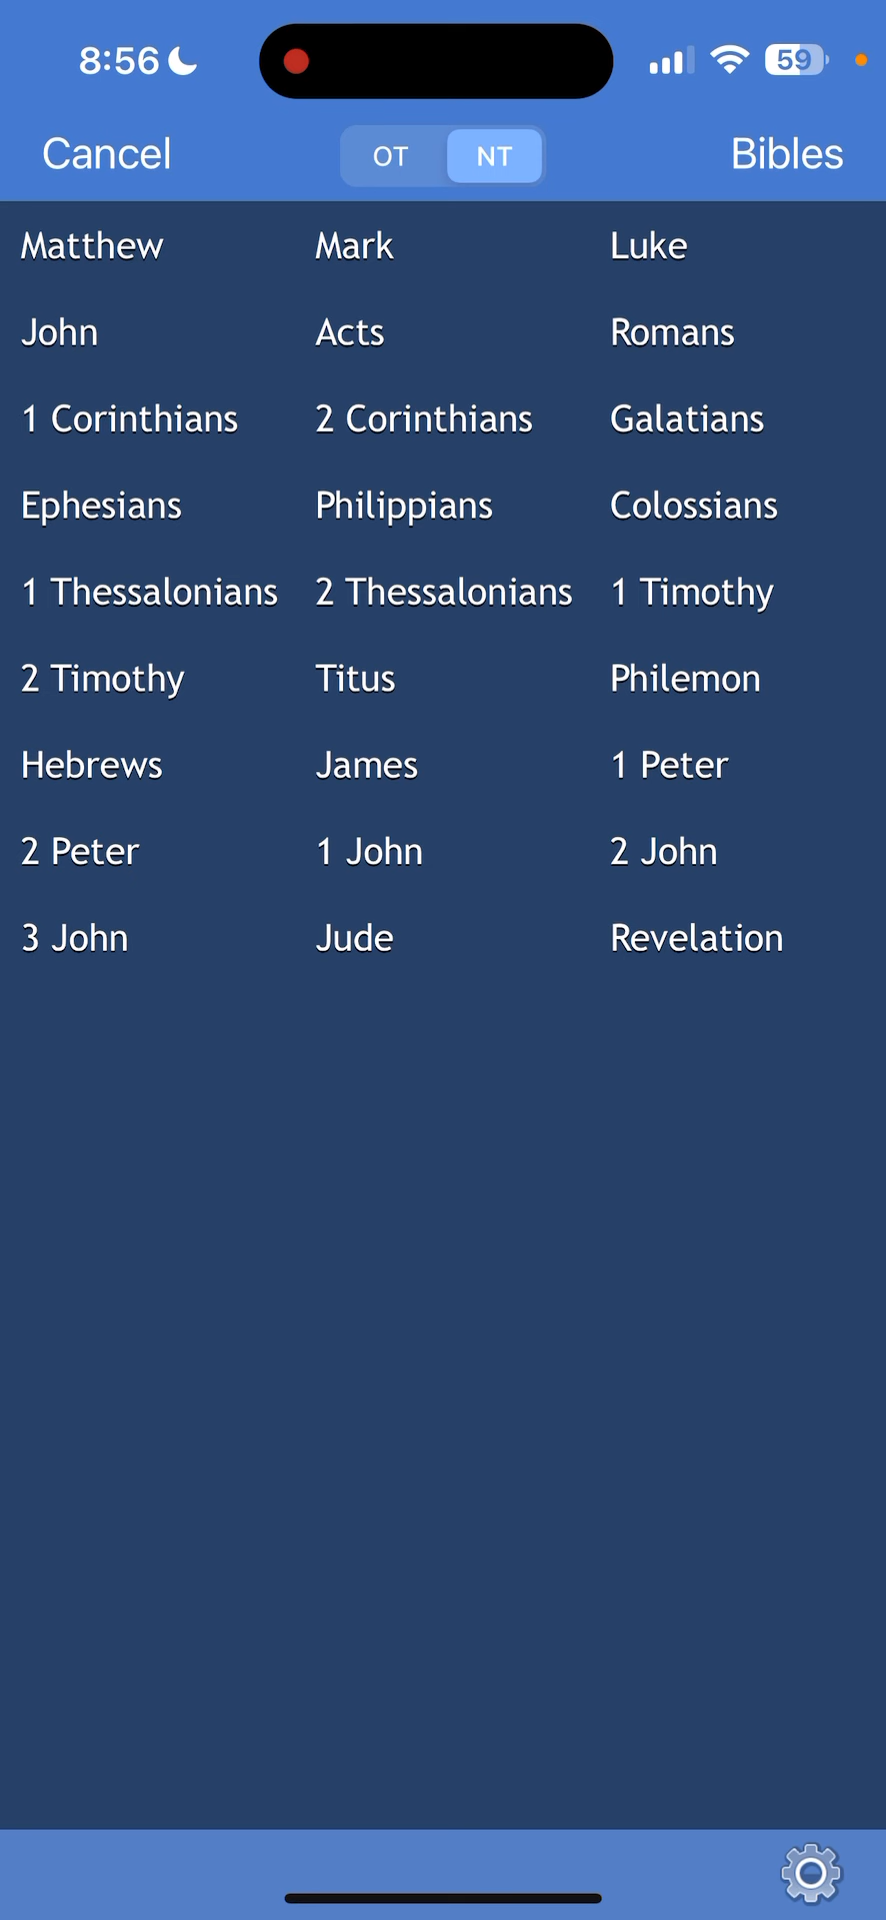 8:56 59
Cancel OT NT Bibles
Matthew Mark Luke
John Acts Romans
1 Corinthians 2 Corinthians Galatians
Ephesians Philippians Colossians
1 Thessalonians 2 Thessalonians 1 Timothy
2 Timothy Titus Philemon
Hebrews James 1 Peter
2 Peter 1 John 2 John
3 John Jude Revelation